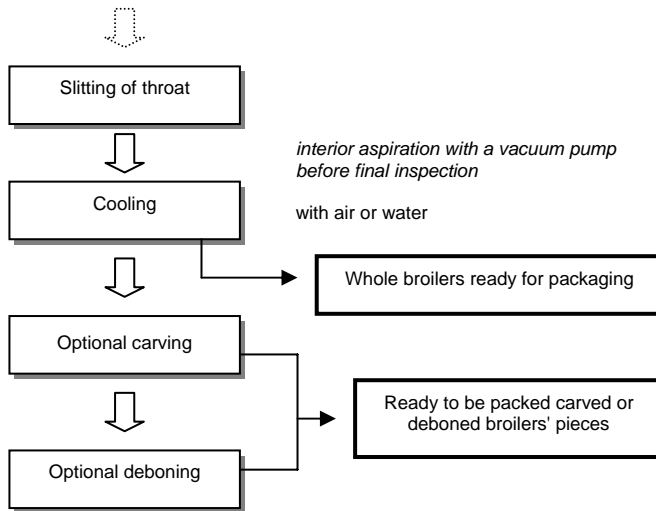 Slitting of throat
interior aspiration with a vacuum pump
before final inspection
Cooling
with air or water
Whole broilers ready for packaging
Optional carving
Ready to be packed carved or
deboned broilers' pieces
Optional deboning